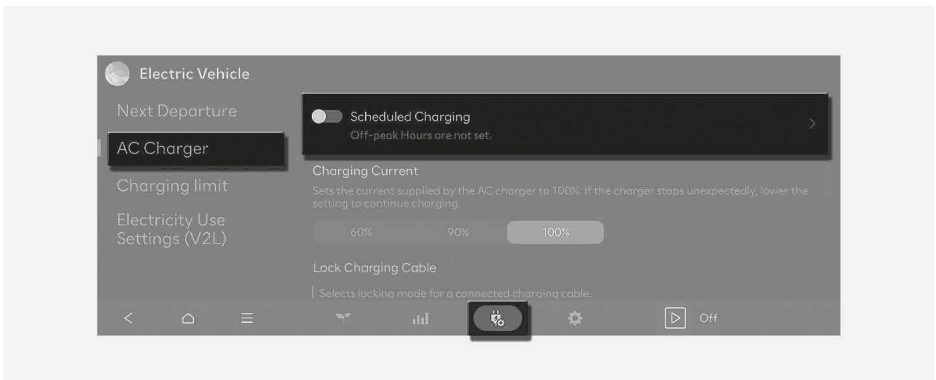 Electric Vehicle
Next Departure
AC Charger
Charging limit
Electricity Use
Settings (V2L)
Scheduled Charging
Off-peak Hours are not set.
Charging Current
Sets the current supplied by the AC charger to 100%. If the charger stops unexpectedly, lower the
setting to continue charging.
60% 90% 100%
Lock Charging Cable
Selects locking mode for a connected charging cable.
Off